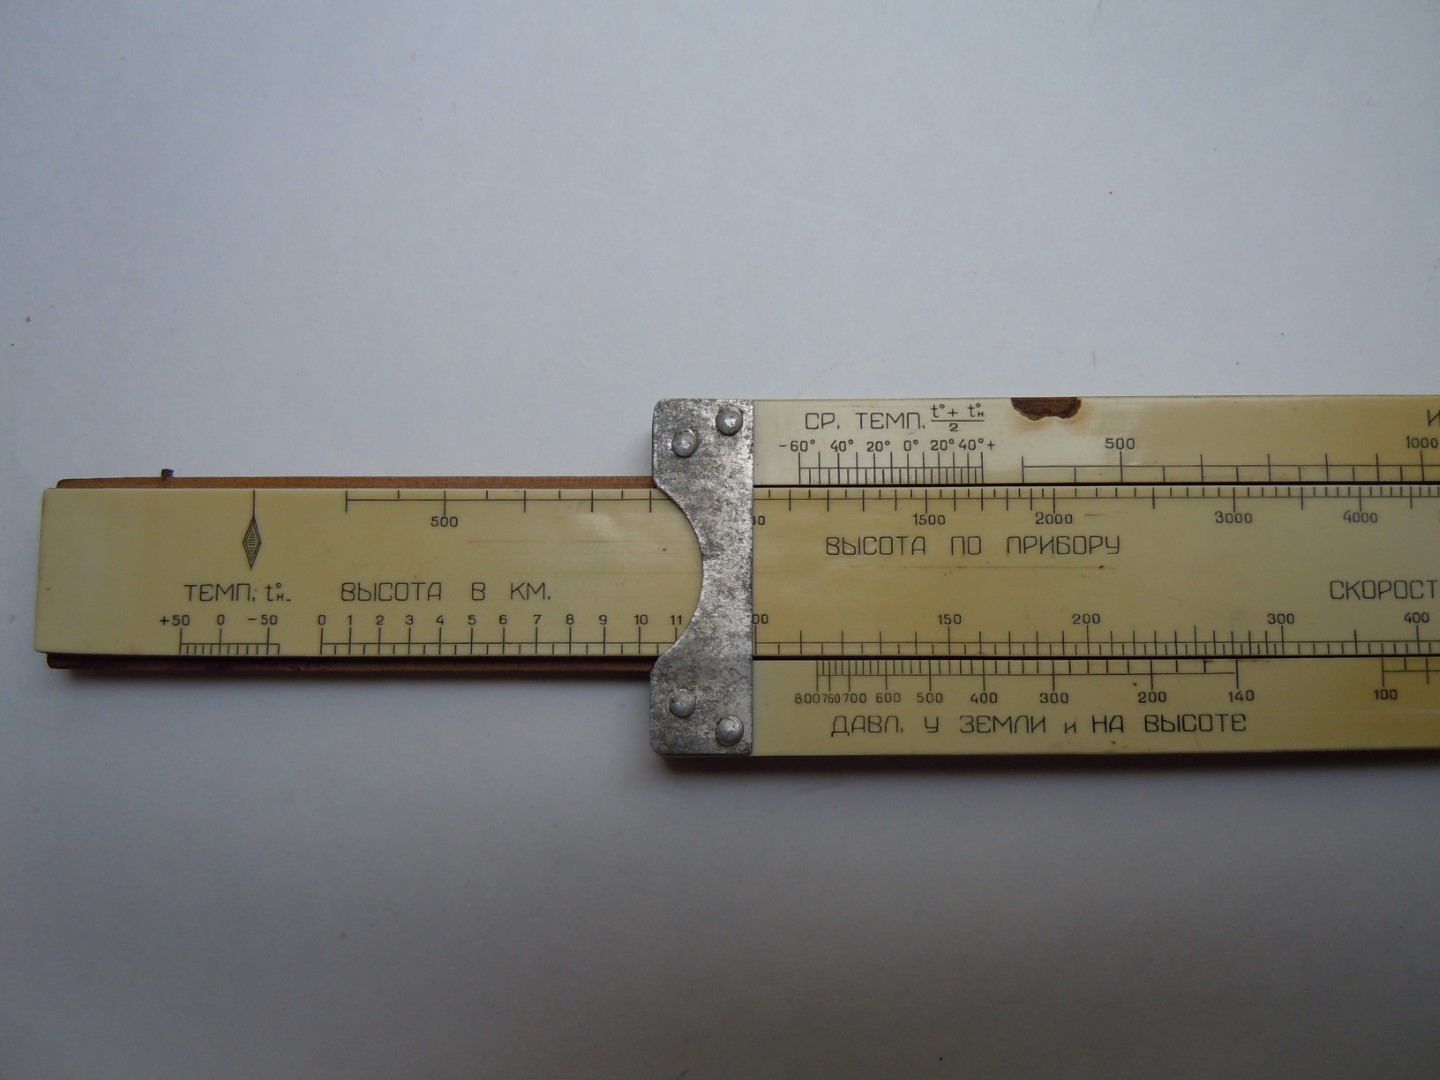 СР. ТЕМП. t°+ t°н / 2
-60° 40° 20° 0° 20° 40°+
500 1000
500 1500 2000 3000 4000
ВЫСОТА ПО ПРИБОРУ
ТЕМП. t°н. ВЫСОТА В КМ.
+50 0 -50 0 1 2 3 4 5 6 7 8 9 10 11
150 200 300 400
800 760 700 600 500 400 300 200 140 100
ДАВЛ. У ЗЕМЛИ и НА ВЫСОТЕ